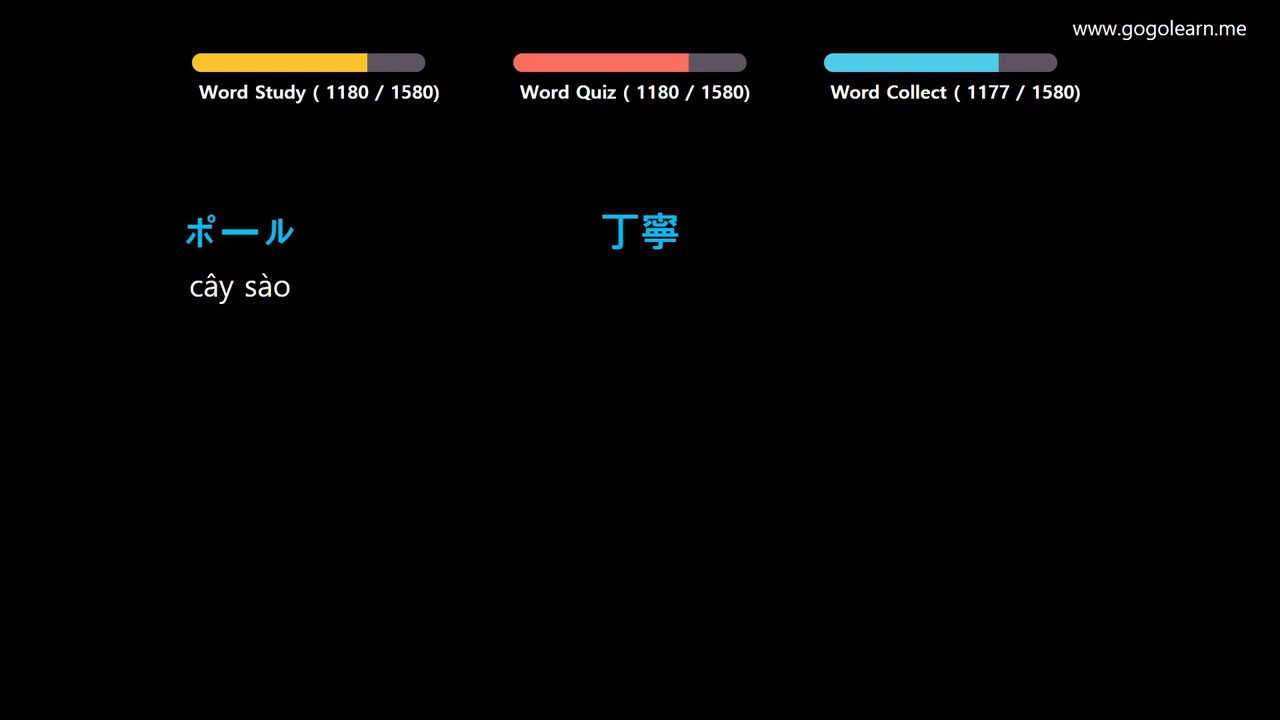 www.gogolearn.me
Word Study ( 1180 / 1580)
Word Quiz ( 1180 / 1580)
Word Collect ( 1177 / 1580)
ポール
丁寧
cây sào